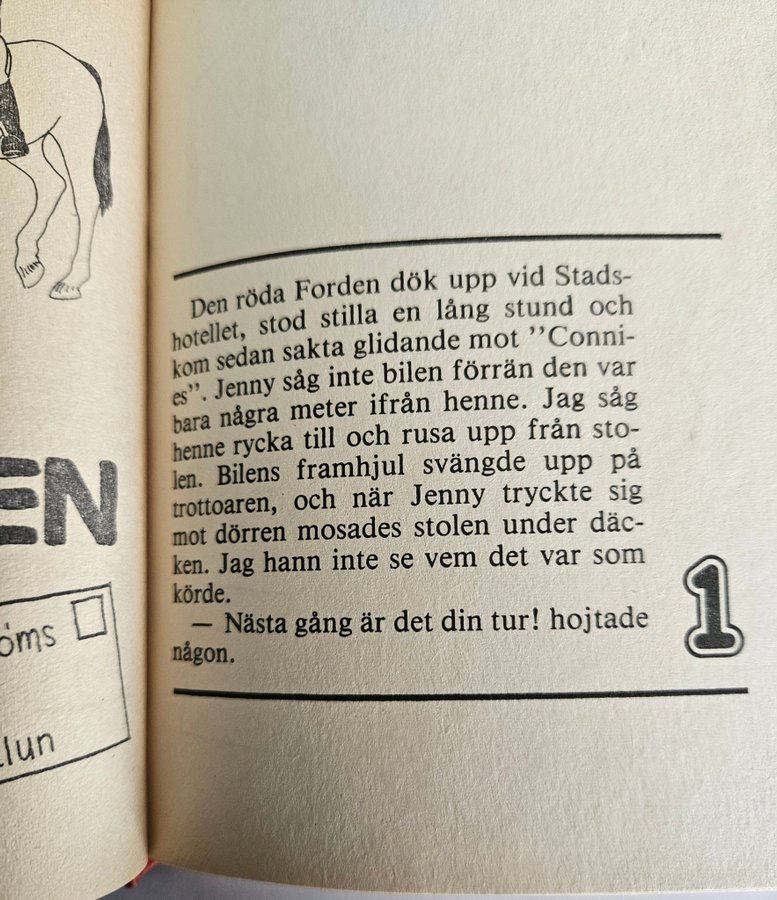 EN
öms
lun
Den röda Forden dök upp vid Stads-
hotellet, stod stilla en lång stund och
kom sedan sakta glidande mot "Conni-
es". Jenny såg inte bilen förrän den var
bara några meter ifrån henne. Jag såg
henne rycka till och rusa upp från sto-
len. Bilens framhjul svängde upp på
trottoaren, och när Jenny tryckte sig
mot dörren mosades stolen under däc-
ken. Jag hann inte se vem det var som
körde.
— Nästa gång är det din tur! hojtade
någon.
1